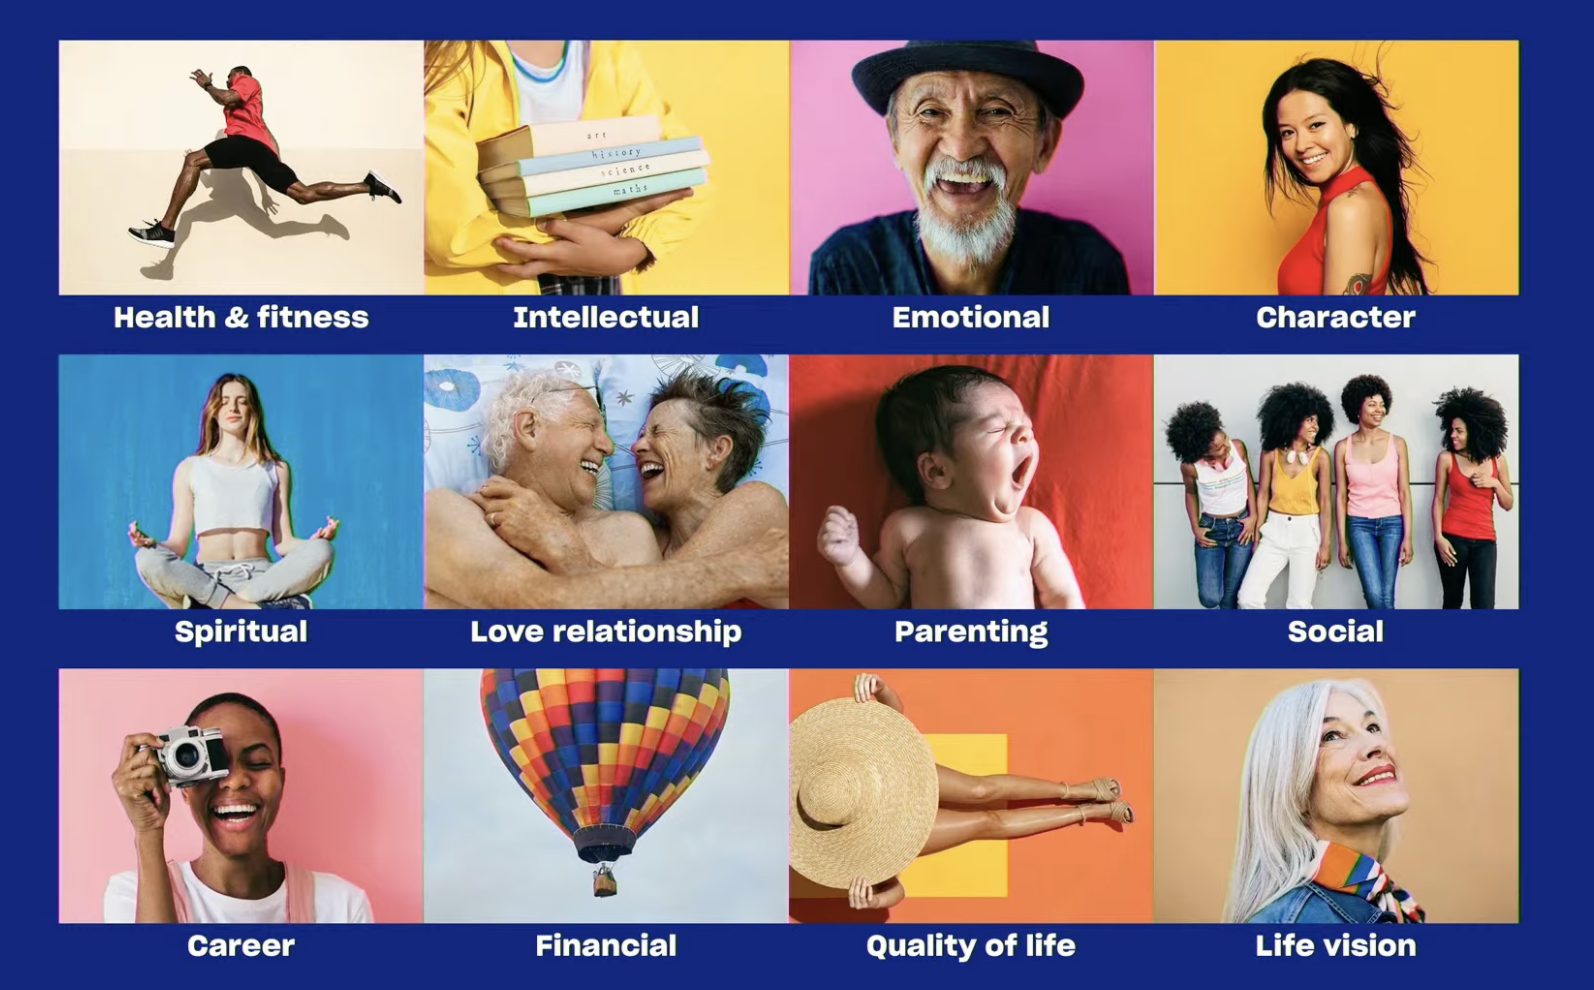 art
history
science
maths
Health & fitness
Intellectual
Emotional
Character
Spiritual
Love relationship
Parenting
Social
Career
Financial
Quality of life
Life vision